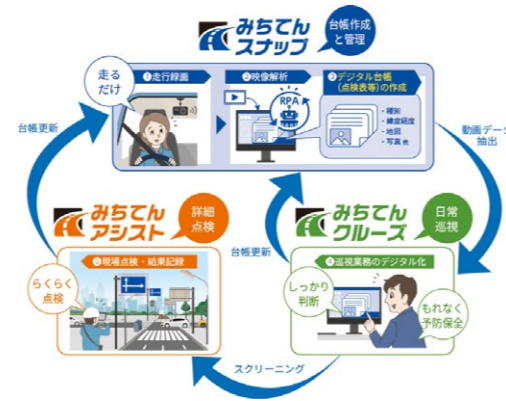 みちてん
スナップ
台帳作成
と管理
走る
だけ
❶走行録画
❷映像解析
❸デジタル台帳
(点検表等)の作成
RPA
・種別
・緯度経度
・地図
・写真 他
台帳更新
動画データ
抽出
みちてん
アシスト
詳細
点検
❺現場点検・結果記録
らくらく
点検
台帳更新
みちてん
クルーズ
日常
巡視
❹巡視業務のデジタル化
しっかり
判断
もれなく
予防保全
スクリーニング